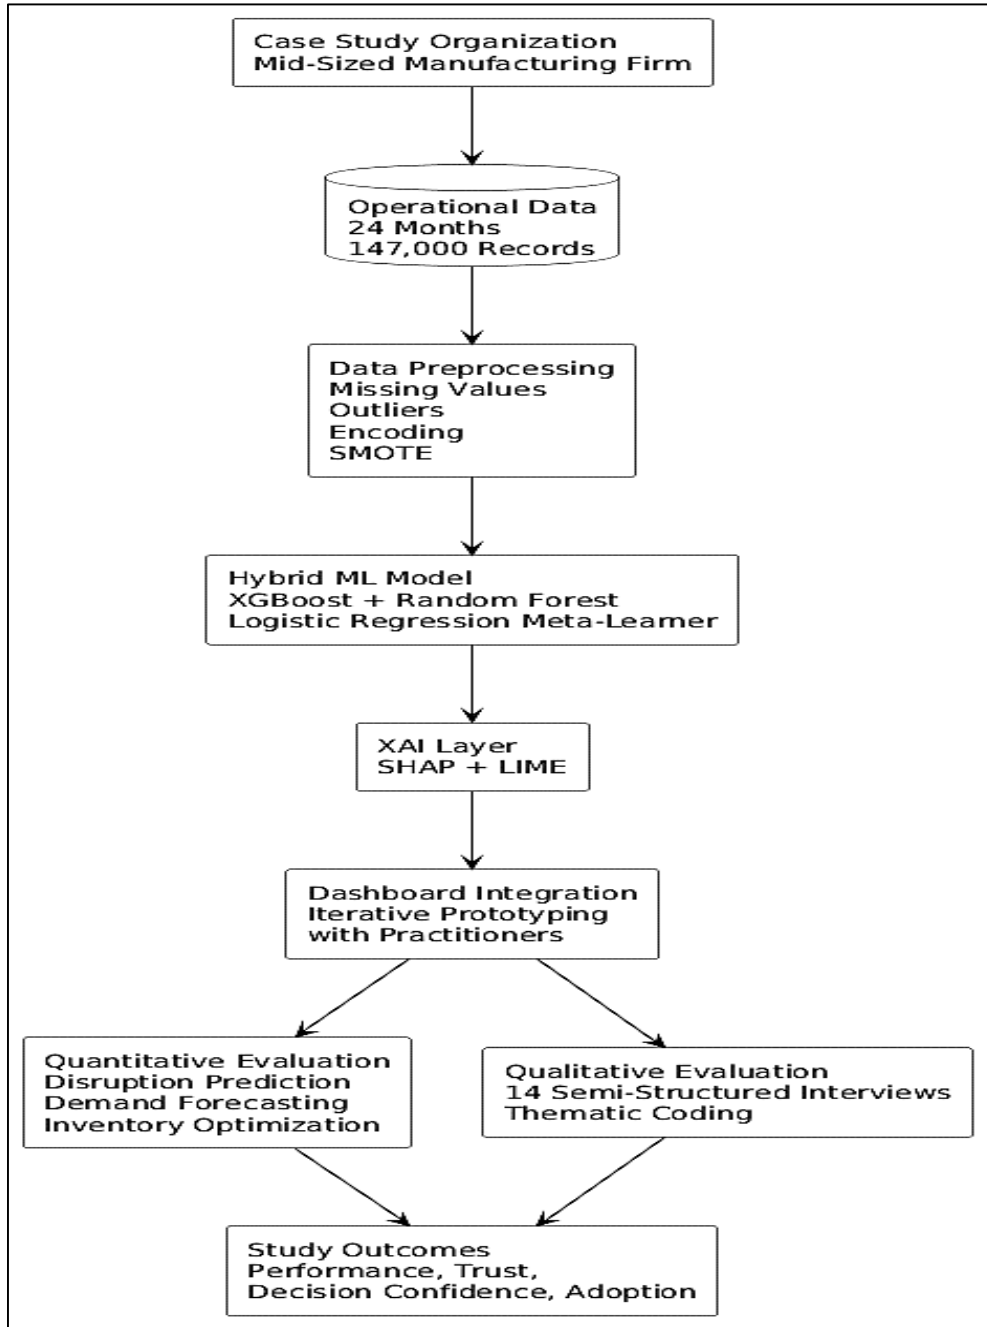 Case Study Organization
Mid-Sized Manufacturing Firm
Operational Data
24 Months
147,000 Records
Data Preprocessing
Missing Values
Outliers
Encoding
SMOTE
Hybrid ML Model
XGBoost + Random Forest
Logistic Regression Meta-Learner
XAI Layer
SHAP + LIME
Dashboard Integration
Iterative Prototyping
with Practitioners
Quantitative Evaluation
Disruption Prediction
Demand Forecasting
Inventory Optimization
Qualitative Evaluation
14 Semi-Structured Interviews
Thematic Coding
Study Outcomes
Performance, Trust,
Decision Confidence, Adoption